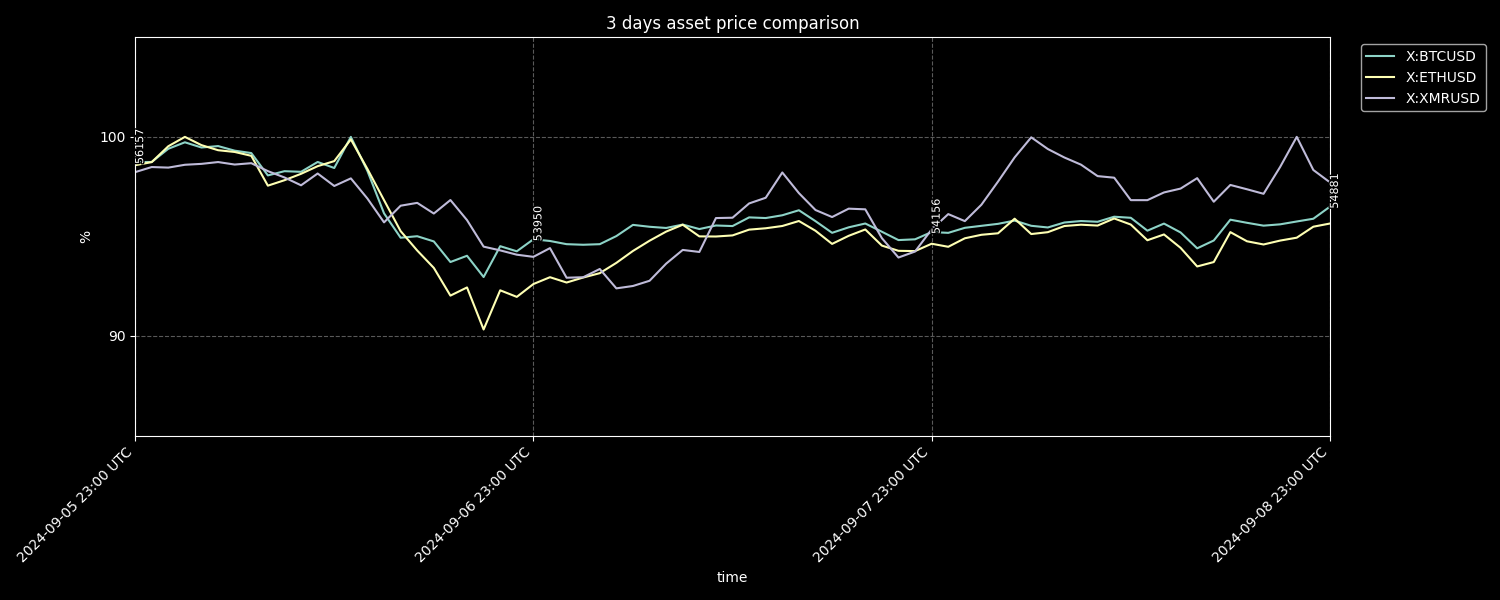 3 days asset price comparison
X:BTCUSD
X:ETHUSD
X:XMRUSD
100
90
%
56157
53950
54156
54881
2024-09-05 23:00 UTC
2024-09-06 23:00 UTC
2024-09-07 23:00 UTC
2024-09-08 23:00 UTC
time